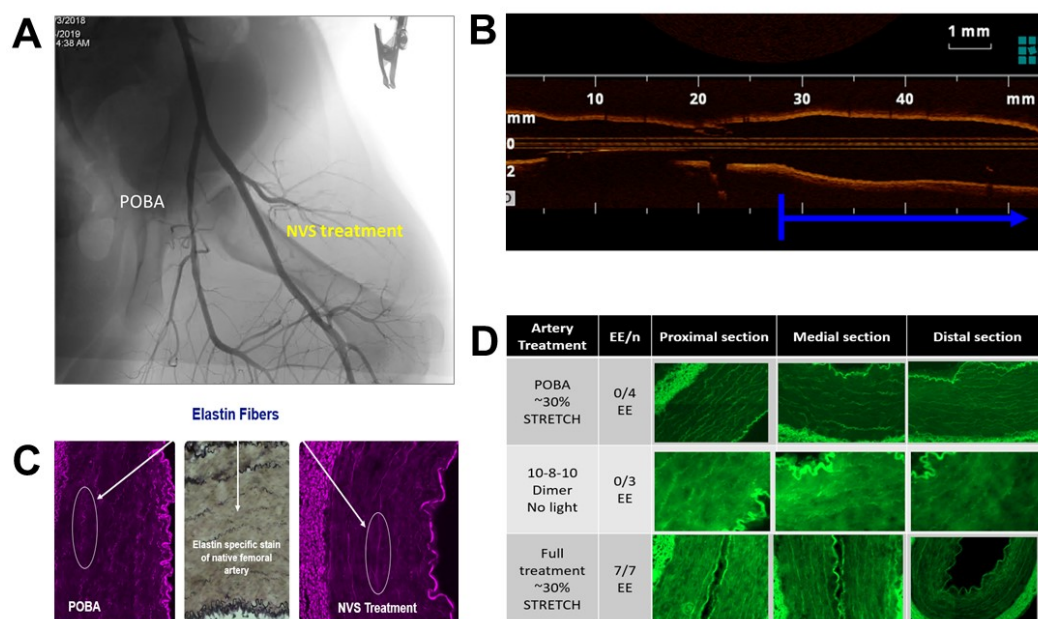 A
3/2018
/2019
4:38 AM
POBA
NVS treatment
B
1 mm
10 20 30 40 mm
mm
0
2
Elastin Fibers
C
POBA
Elastin specific stain
of native femoral
artery
NVS Treatment
D
Artery
Treatment
EE/n
Proximal section
Medial section
Distal section
POBA
~30%
STRETCH
0/4
EE
10-8-10
Dimer
No light
0/3
EE
Full
treatment
~30%
STRETCH
7/7
EE